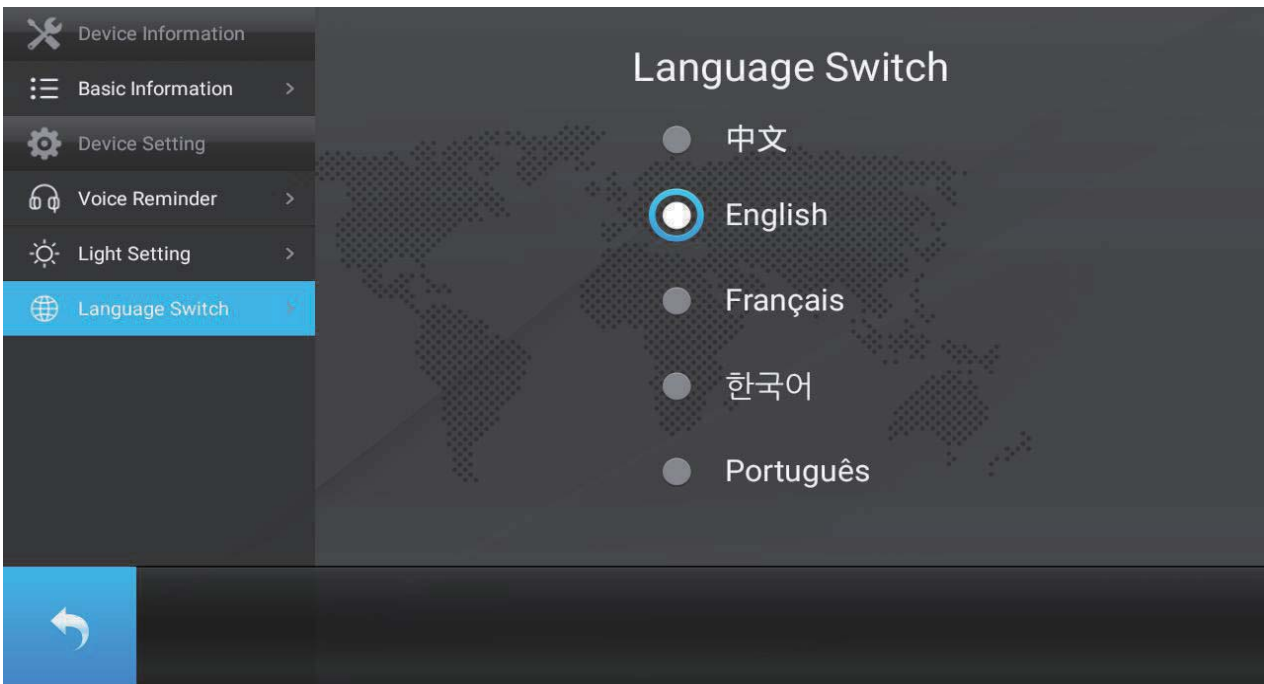 Device Information
Basic Information
Device Setting
Voice Reminder
Light Setting
Language Switch
Language Switch
中文
English
Français
한국어
Português